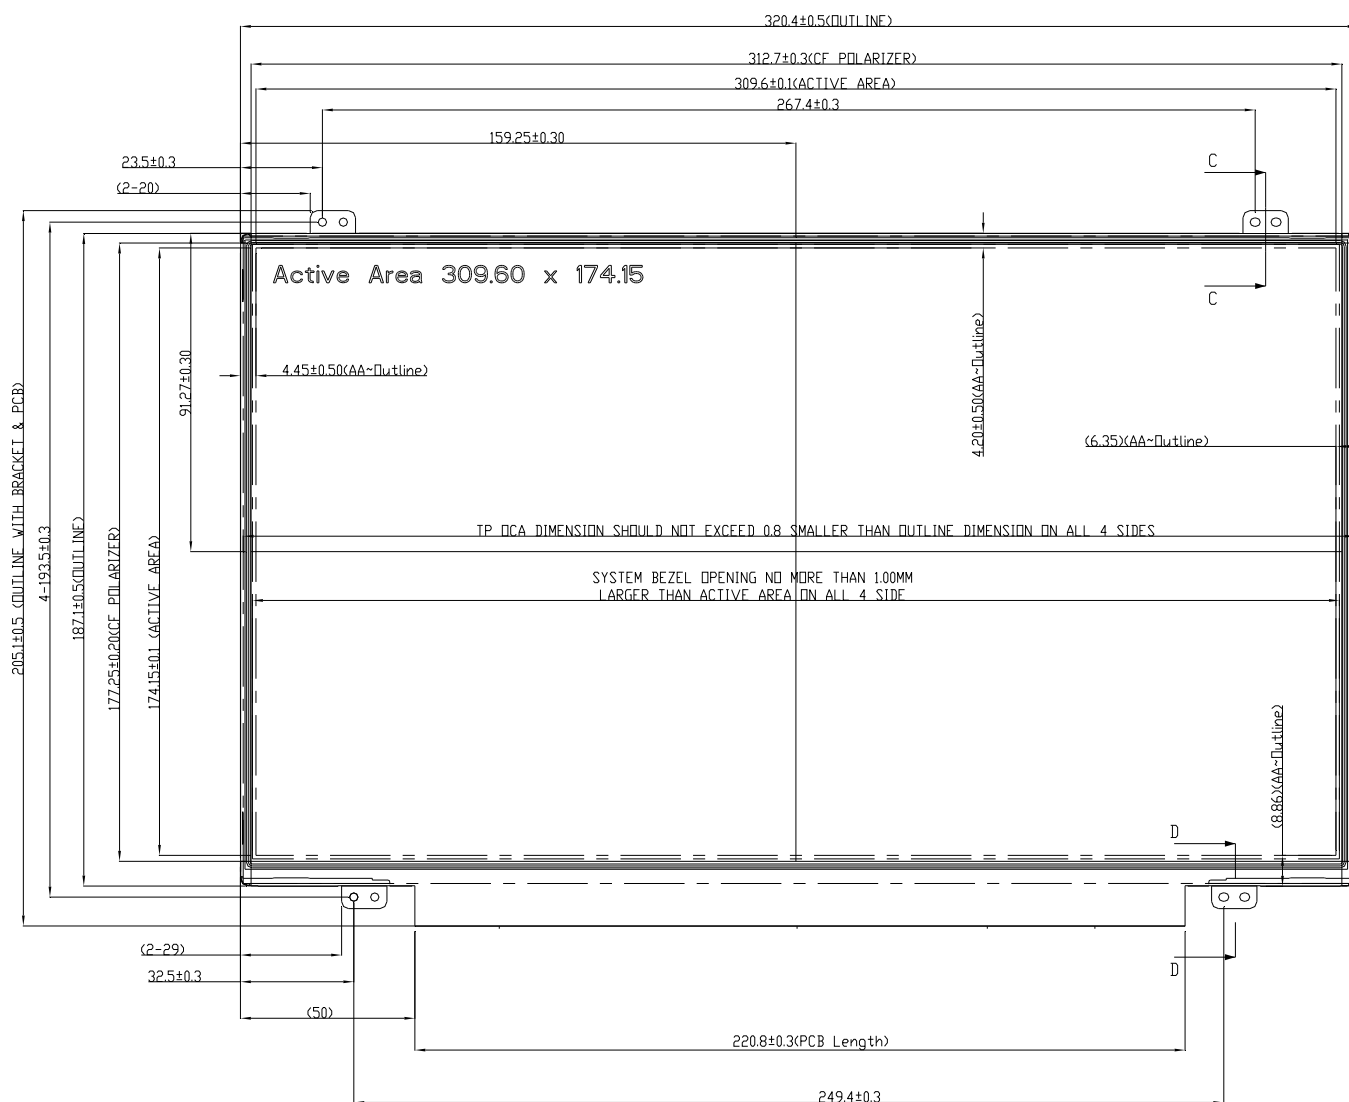 320.4±0.5(OUTLINE)
312.7±0.3(CF POLARIZER)
309.6±0.1(ACTIVE AREA)
267.4±0.3
159.25±0.30
23.5±0.3
(2-20)
C
C
Active Area 309.60 x 174.15
4.45±0.50(AA~Outline)
4.20±0.50(AA~Outline)
(6.35)(AA~Outline)
91.27±0.30
205.1±0.5 (OUTLINE WITH BRACKET & PCB)
4-193.5±0.3
187.1±0.5(OUTLINE)
177.25±0.20(CF POLARIZER)
174.15±0.1 (ACTIVE AREA)
TP OCA DIMENSION SHOULD NOT EXCEED 0.8 SMALLER THAN OUTLINE DIMENSION ON ALL 4 SIDES
SYSTEM BEZEL OPENING NO MORE THAN 1.00MM
LARGER THAN ACTIVE AREA ON ALL 4 SIDE
(8.86)(AA~Outline)
D
D
(2-29)
32.5±0.3
(50)
220.8±0.3(PCB Length)
249.4±0.3